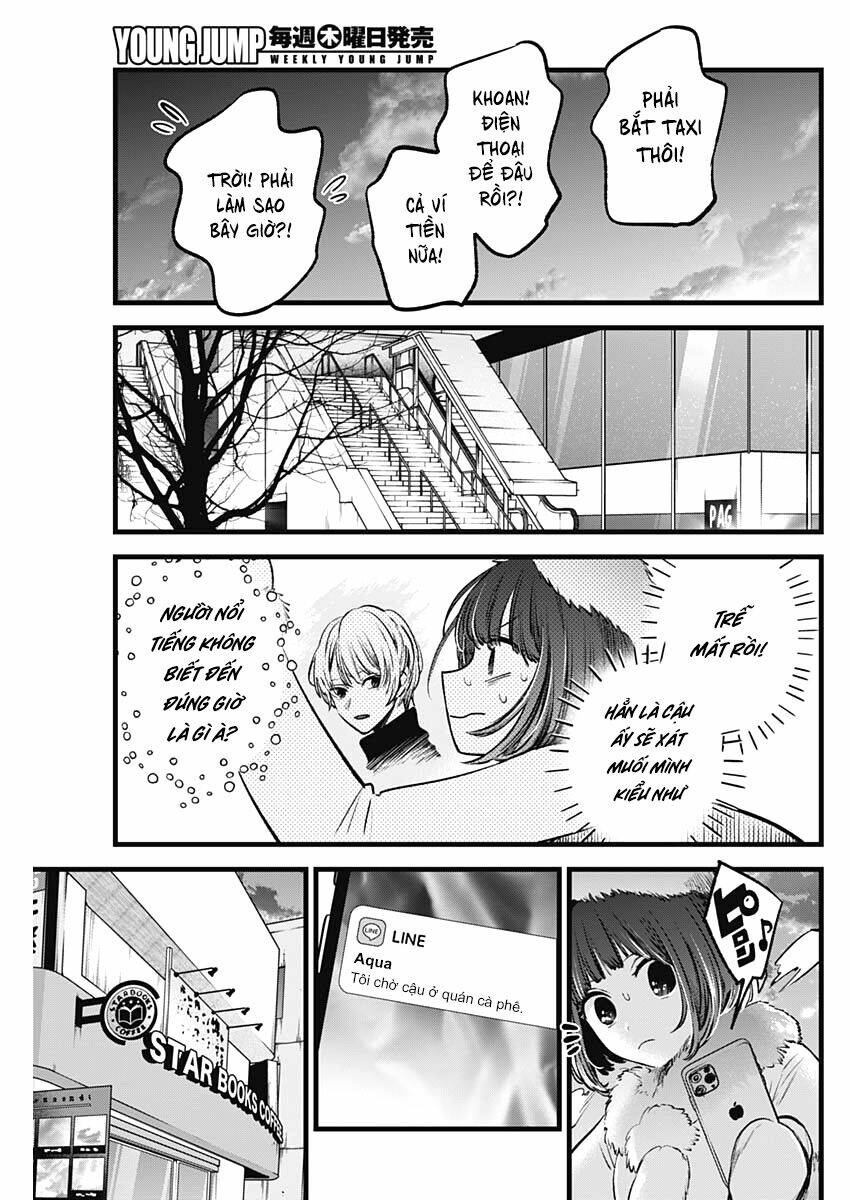 YOUNG JUMP 毎週木曜日発売
WEEKLY YOUNG JUMP
PHẢI
BẮT TAXI
THÔI!
KHOAN!
ĐIỆN
THOẠI
ĐỂ ĐÂU
RỒI?!
CẢ VÍ
TIỀN
NỮA!
TRỜI! PHẢI
LÀM SAO
BÂY GIỜ?!
PAG
TRỄ
MẤT RỒI!
HẲN LÀ CẬU
ẤY SẼ XÁT
MUỐI MÌNH
KIỂU NHƯ
NGƯỜI NỔI
TIẾNG KHÔNG
BIẾT ĐẾN
ĐÚNG GIỜ
LÀ GÌ À?
ピロン♪
LINE
LINE
Aqua
Tôi chờ cậu ở quán cà phê.
STARBOOKS
COFFEE
STAR BOOKS COFFEE